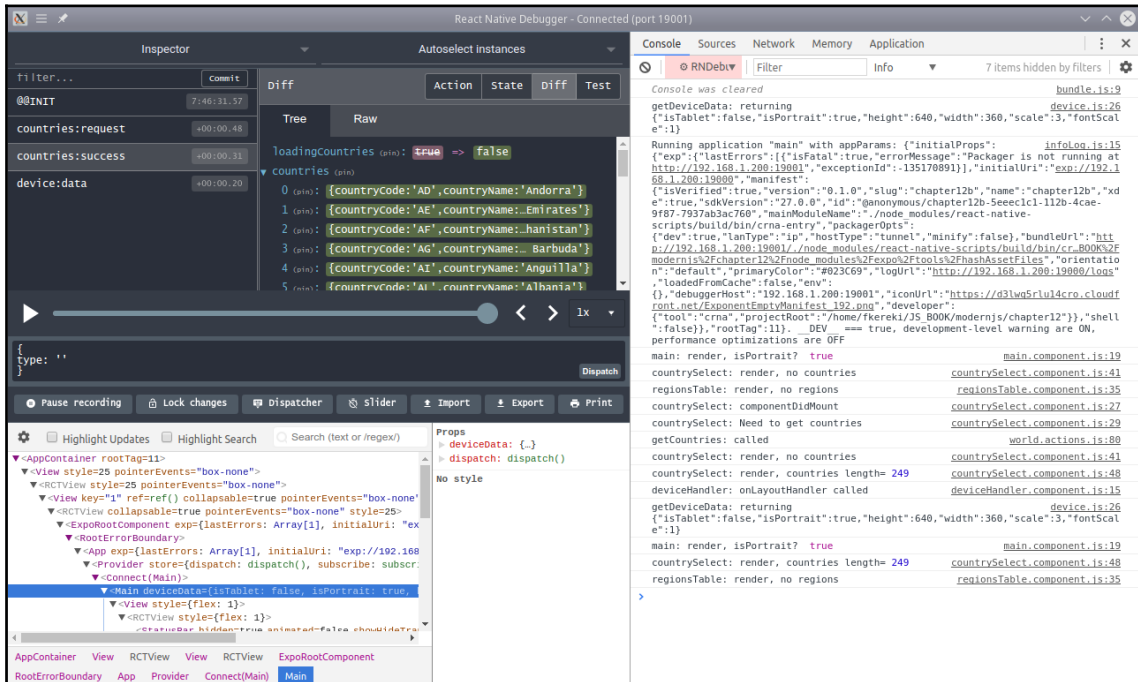 React Native Debugger - Connected (port 19001)
Inspector
Autoselect instances
filter...
Commit
@@INIT
7:46:31.57
countries:request
+00:00.48
countries:success
+00:00.31
device:data
+00:00.20
Diff
Action State Diff Test
Tree Raw
loadingCountries (pin): true => false
countries (pin)
0 (pin): {countryCode:'AD',countryName:'Andorra'}
1 (pin): {countryCode:'AE',countryName:…Emirates'}
2 (pin): {countryCode:'AF',countryName:…hanistan'}
3 (pin): {countryCode:'AG',countryName:… Barbuda'}
4 (pin): {countryCode:'AI',countryName:'Anguilla'}
5 (pin): {countryCode:'AL',countryName:'Albania'}
1x
{
type: ''
}
Dispatch
Pause recording
Lock changes
Dispatcher
Slider
Import
Export
Print
Highlight Updates
Highlight Search
Search (text or /regex/)
<AppContainer rootTag=11>
<View style=25 pointerEvents="box-none">
<RCTView style=25 pointerEvents="box-none">
<View key="1" ref=ref() collapsable=true pointerEvents="box-none"
<RCTView collapsable=true pointerEvents="box-none" style=25>
<ExpoRootComponent exp={lastErrors: Array[1], initialUri: "ex
<RootErrorBoundary>
<App exp={lastErrors: Array[1], initialUri: "exp://192.168
<Provider store={dispatch: dispatch(), subscribe: subscri
<Connect(Main)>
<Main deviceData={isTablet: false, isPortrait: true,
<View style={flex: 1}>
<RCTView style={flex: 1}>
<StatusBar hidden=true animated=false showHideTra
AppContainer View RCTView View RCTView ExpoRootComponent
RootErrorBoundary App Provider Connect(Main) Main
Props
deviceData: {…}
dispatch: dispatch()
No style
Console Sources Network Memory Application
RNDebu
Filter
Info
7 items hidden by filters
Console was cleared
bundle.js:9
getDeviceData: returning
device.js:26
{"isTablet":false,"isPortrait":true,"height":640,"width":360,"scale":3,"fontScal
e":1}
Running application "main" with appParams: {"initialProps":
infoLog.js:15
{"exp":{"lastErrors":[{"isFatal":true,"errorMessage":"Packager is not running at
http://192.168.1.200:19001","exceptionId":-135170891}],"initialUri":"exp://192.1
68.1.200:19000","manifest":
{"isVerified":true,"version":"0.1.0","slug":"chapter12b","name":"chapter12b","xd
e":true,"sdkVersion":"27.0.0","id":"@anonymous/chapter12b-5eeec1c1-112b-4cae-
9f87-7937ab3ac760","mainModuleName":"./node_modules/react-native-
scripts/build/bin/crna-entry","packagerOpts":
{"dev":true,"lanType":"ip","hostType":"tunnel","minify":false},"bundleUrl":"htt
p://192.168.1.200:19001/./node_modules/react-native-scripts/build/bin/cr…BOOK%2F
modernjs%2Fchapter12%2Fnode_modules%2Fexpo%2Ftools%2FhashAssetFiles","orientatio
n":"default","primaryColor":"#023C69","logUrl":"http://192.168.1.200:19000/logs"
,"loadedFromCache":false,"env":
{},"debuggerHost":"192.168.1.200:19001","iconUrl":"https://d3lwq5rlu14cro.cloudf
ront.net/ExponentEmptyManifest_192.png","developer":
{"tool":"crna","projectRoot":"/home/fkereki/JS_BOOK/modernjs/chapter12"}},"shell
":false}},"rootTag":11}. __DEV__ === true, development-level warning are ON,
performance optimizations are OFF
main: render, isPortrait? true
main.component.js:19
countrySelect: render, no countries
countrySelect.component.js:41
regionsTable: render, no regions
regionsTable.component.js:35
countrySelect: componentDidMount
countrySelect.component.js:27
countrySelect: Need to get countries
countrySelect.component.js:29
getCountries: called
world.actions.js:80
countrySelect: render, no countries
countrySelect.component.js:41
countrySelect: render, countries length= 249
countrySelect.component.js:48
deviceHandler: onLayoutHandler called
deviceHandler.component.js:15
getDeviceData: returning
device.js:26
{"isTablet":false,"isPortrait":true,"height":640,"width":360,"scale":3,"fontScal
e":1}
main: render, isPortrait? true
main.component.js:19
countrySelect: render, countries length= 249
countrySelect.component.js:48
regionsTable: render, no regions
regionsTable.component.js:35